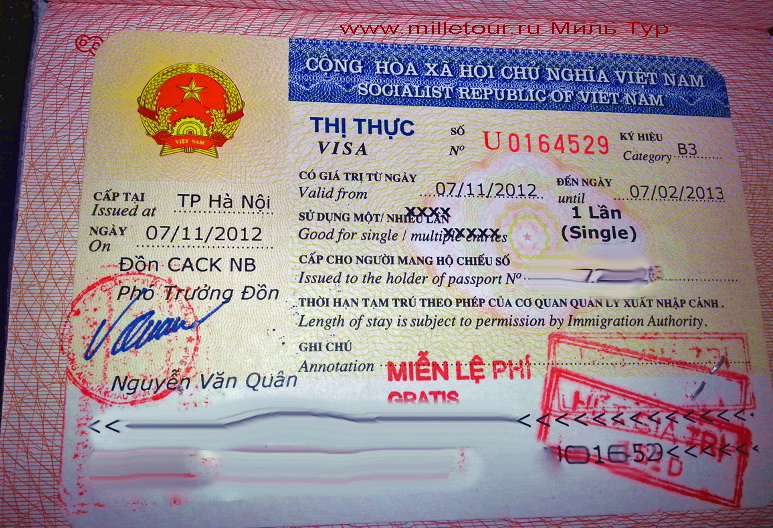 www.milletour.ru Миль Тур
CỘNG HÒA XÃ HỘI CHỦ NGHĨA VIỆT NAM
SOCIALIST REPUBLIC OF VIET NAM
VIỆT NAM
THỊ THỰC
VISA
SỐ
Nº U0164529
KÝ HIỆU
Category B3
CÓ GIÁ TRỊ TỪ NGÀY
Valid from 07/11/2012
ĐẾN NGÀY
until 07/02/2013
CẤP TẠI
Issued at TP Hà Nội
NGÀY
On 07/11/2012
SỬ DỤNG MỘT/ NHIỀU LẦN XXXX
Good for single / multiple entries XXXXX
1 Lần
(Single)
Đồn CACK NB
Phó Trưởng Đồn
CẤP CHO NGƯỜI MANG HỘ CHIẾU SỐ
Issued to the holder of passport Nº 7
THỜI HẠN TẠM TRÚ THEO PHÉP CỦA CƠ QUAN QUẢN LÝ XUẤT NHẬP CẢNH .
Length of stay is subject to permission by Immigration Authority.
GHI CHÚ
Annotation MIỄN LỆ PHÍ
GRATIS
Nguyễn Văn Quân
<<
<<<<<<<<<<<<<<<
<<<<<<